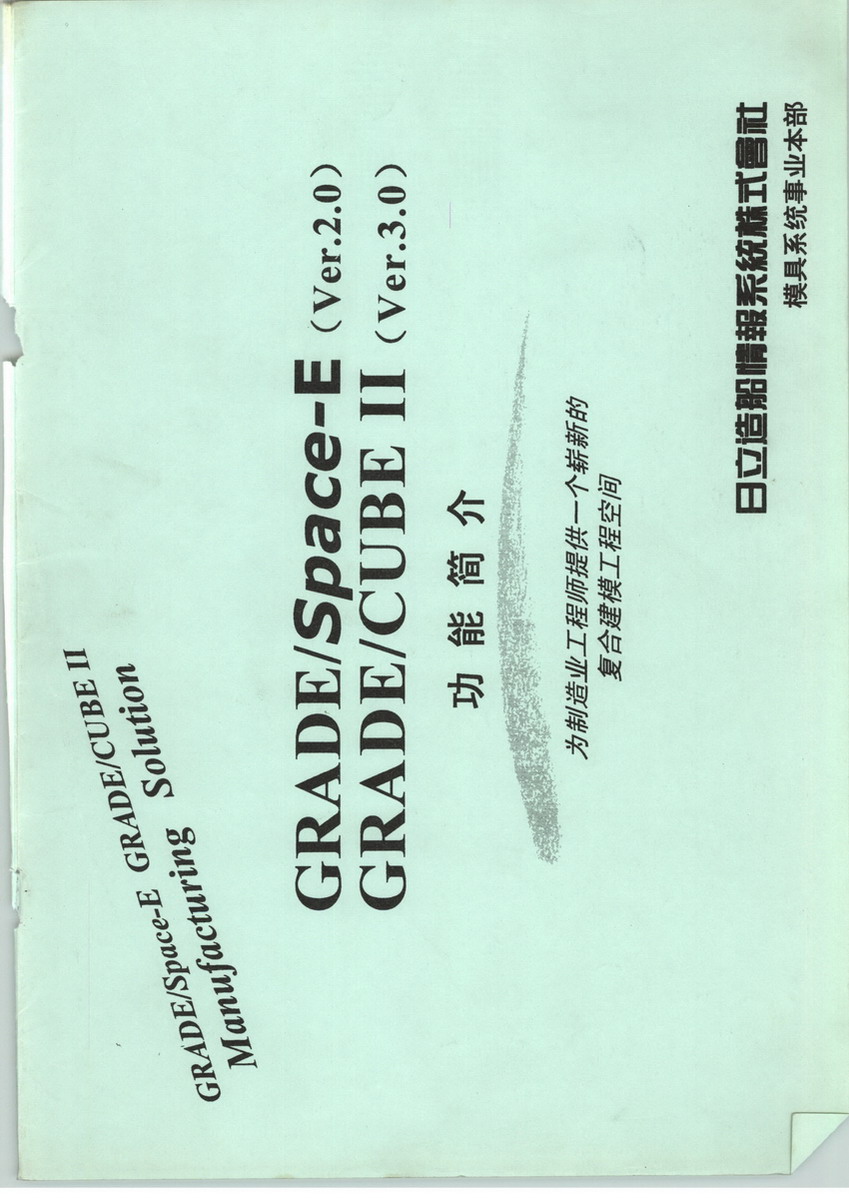 GRADE/Space-E GRADE/CUBE II
Manufacturing Solution
GRADE/Space-E (Ver.2.0)
GRADE/CUBE II (Ver.3.0)
功能简介
为制造业工程师提供一个崭新的
复合建模工程空间
日立造船情報系統株式會社
模具系统事业本部